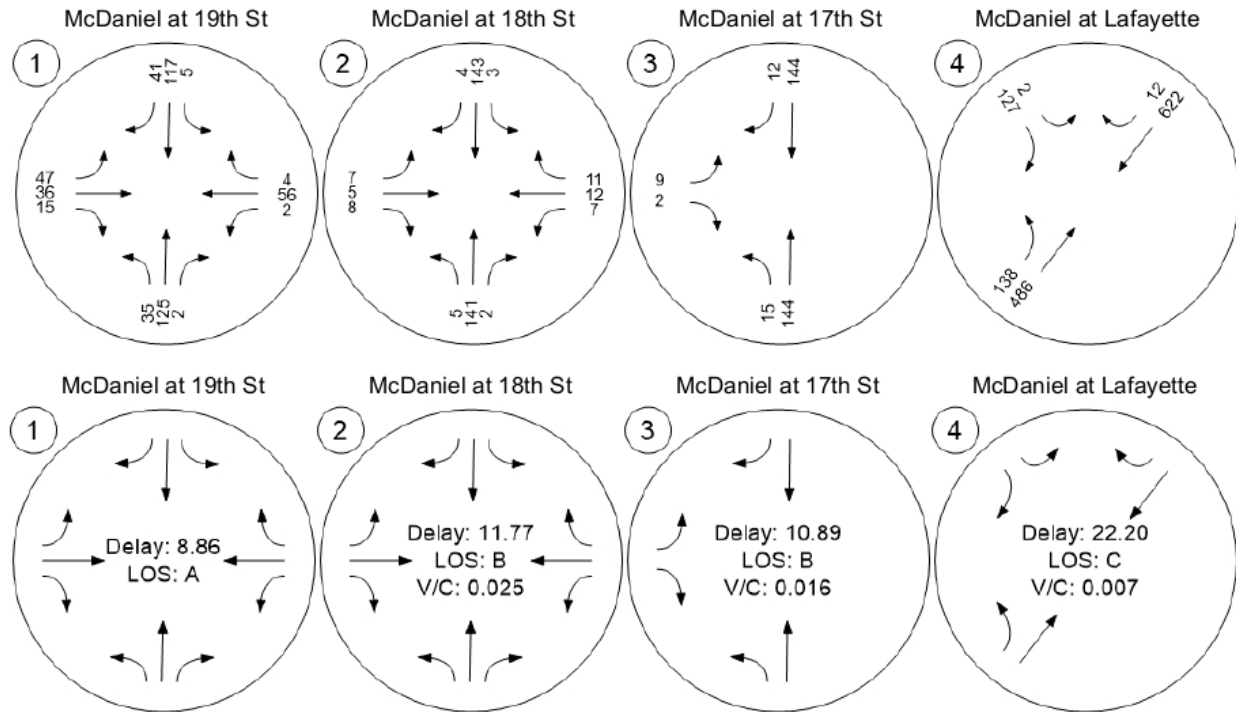 McDaniel at 19th St
1
41
117
5
47
36
15
4
56
2
35
125
2
McDaniel at 18th St
2
4
143
3
7
5
8
11
12
7
5
141
2
McDaniel at 17th St
3
12
144
9
2
15
144
McDaniel at Lafayette
4
2
127
12
622
138
486
McDaniel at 19th St
1
Delay: 8.86
LOS: A
McDaniel at 18th St
2
Delay: 11.77
LOS: B
V/C: 0.025
McDaniel at 17th St
3
Delay: 10.89
LOS: B
V/C: 0.016
McDaniel at Lafayette
4
Delay: 22.20
LOS: C
V/C: 0.007